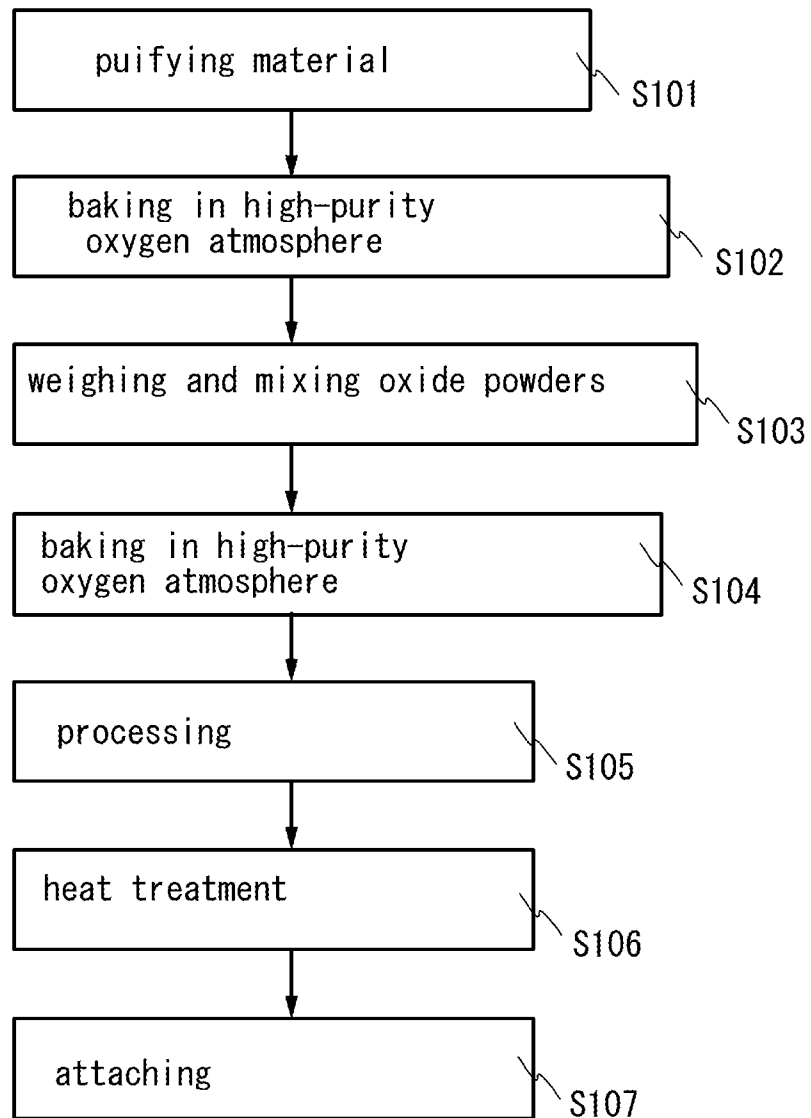 puifying material
S101
baking in high-purity
oxygen atmosphere
S102
weighing and mixing oxide powders
S103
baking in high-purity
oxygen atmosphere
S104
processing
S105
heat treatment
S106
attaching
S107